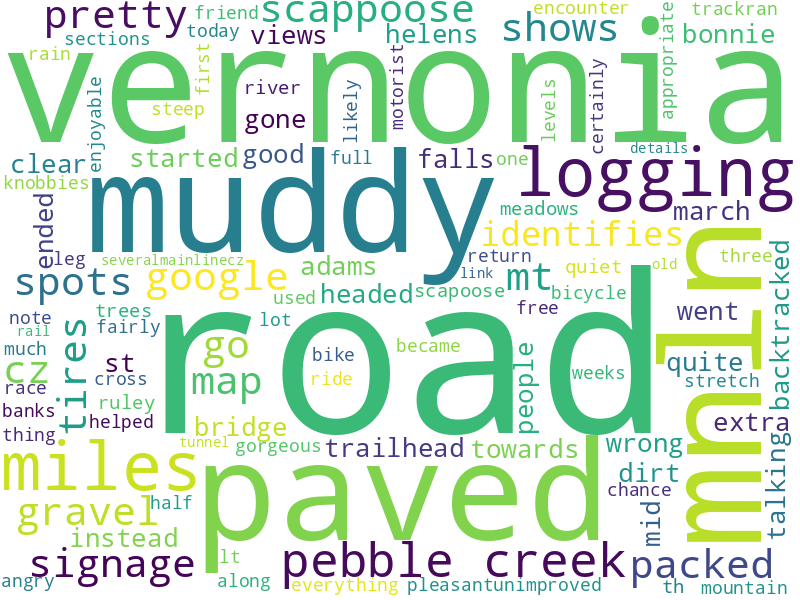 pretty friend scappoose encounter trackran
sections today views helens shows bonnie
rain first appropriate
vernonia
steep river likely motorist levels certainly
enjoyable gone
clear started good full falls one details
knobbies muddy logging
ended meadows march
leg severalmainlinecz adams return identifies quiet old three
spots google used headed scapoose link mt bicycle went backtracked
note trees lot free
rail fairly tires road mnln
much st go bike became weeks quite
cz cross map ride people stretch
race ruley
banks helped extra
thing bridge trailhead towards wrong talking
miles tunnel gorgeous paved dirt
gravel half chance mid
instead
signage lt pebble creek packed
angry along everything pleasantunimproved th mountain